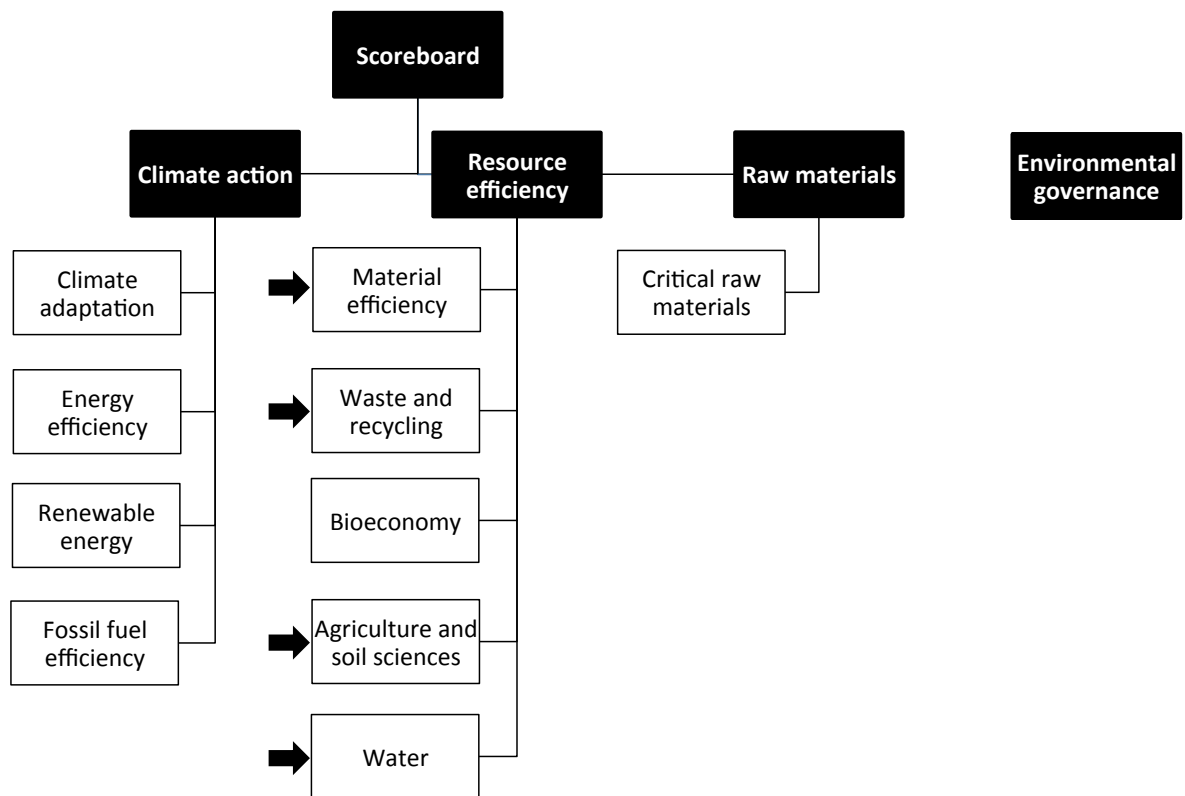 Scoreboard
Climate action
Resource
efficiency
Raw materials
Environmental
governance
Climate
adaptation
Energy
efficiency
Renewable
energy
Fossil fuel
efficiency
Material
efficiency
Waste and
recycling
Bioeconomy
Agriculture and
soil sciences
Water
Critical raw
materials